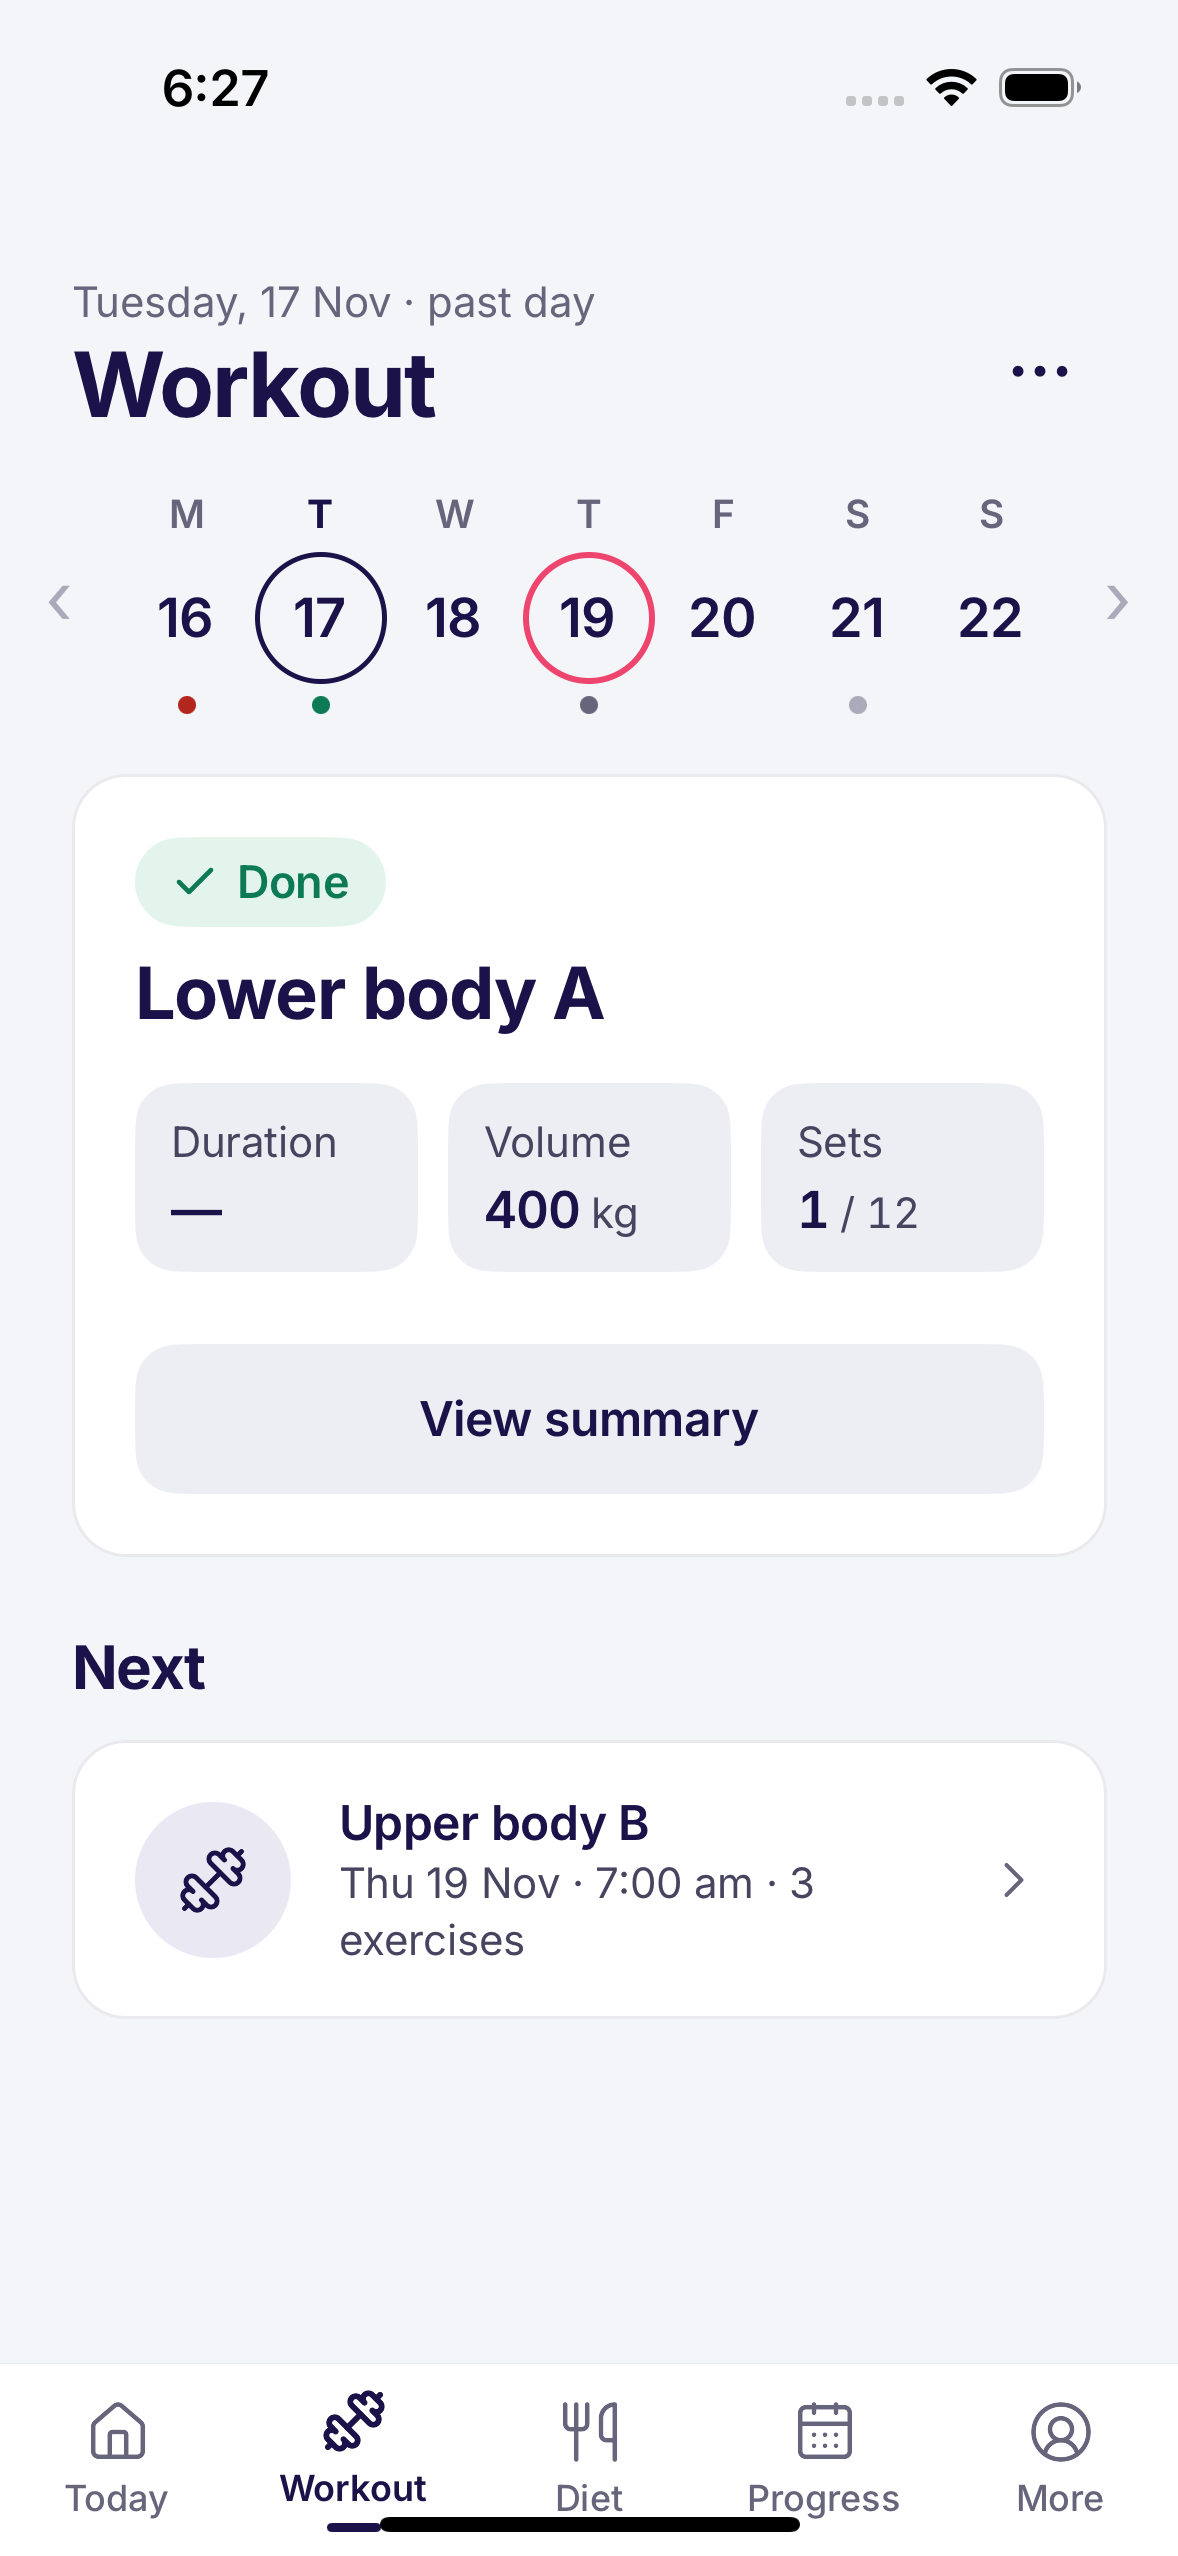 6:27
Tuesday, 17 Nov · past day
Workout
M T W T F S S
16 17 18 19 20 21 22
Done
Lower body A
Duration Volume Sets
— 400 kg 1 / 12
View summary
Next
Upper body B
Thu 19 Nov · 7:00 am · 3
exercises
Today Workout Diet Progress More